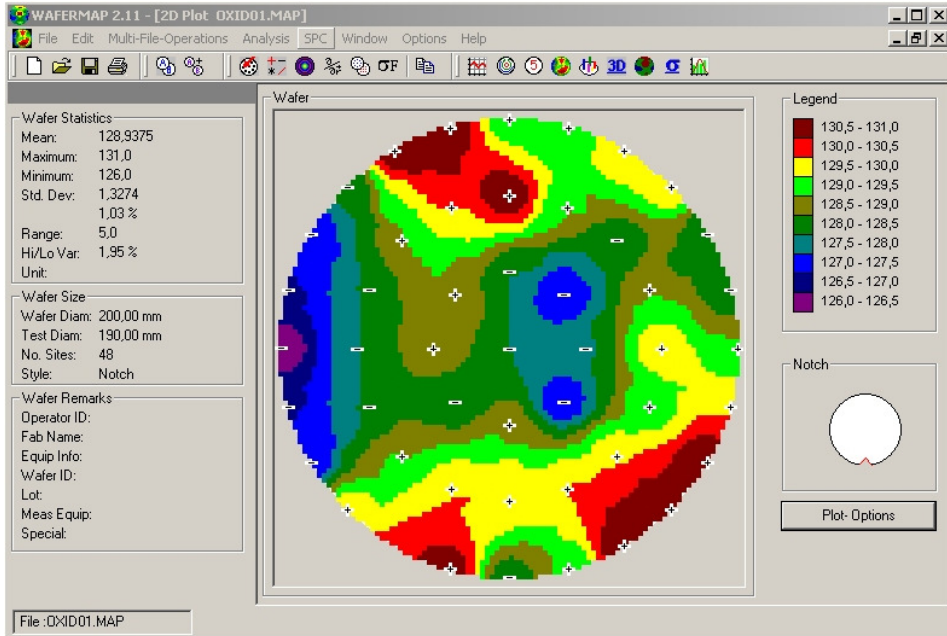 WAFERMAP 2.11 - [2D Plot OXID01.MAP]
File Edit Multi-File-Operations Analysis SPC Window Options Help
σF 5 3D σ
Wafer Statistics
Mean: 128,9375
Maximum: 131,0
Minimum: 126,0
Std. Dev: 1,3274
1,03 %
Range: 5,0
Hi/Lo Var: 1,95 %
Unit:
Wafer Size
Wafer Diam: 200,00 mm
Test Diam: 190,00 mm
No. Sites: 48
Style: Notch
Wafer Remarks
Operator ID:
Fab Name:
Equip Info:
Wafer ID:
Lot:
Meas Equip:
Special:
Wafer
Legend
130,5 - 131,0
130,0 - 130,5
129,5 - 130,0
129,0 - 129,5
128,5 - 129,0
128,0 - 128,5
127,5 - 128,0
127,0 - 127,5
126,5 - 127,0
126,0 - 126,5
Notch
Plot- Options
File :OXID01.MAP